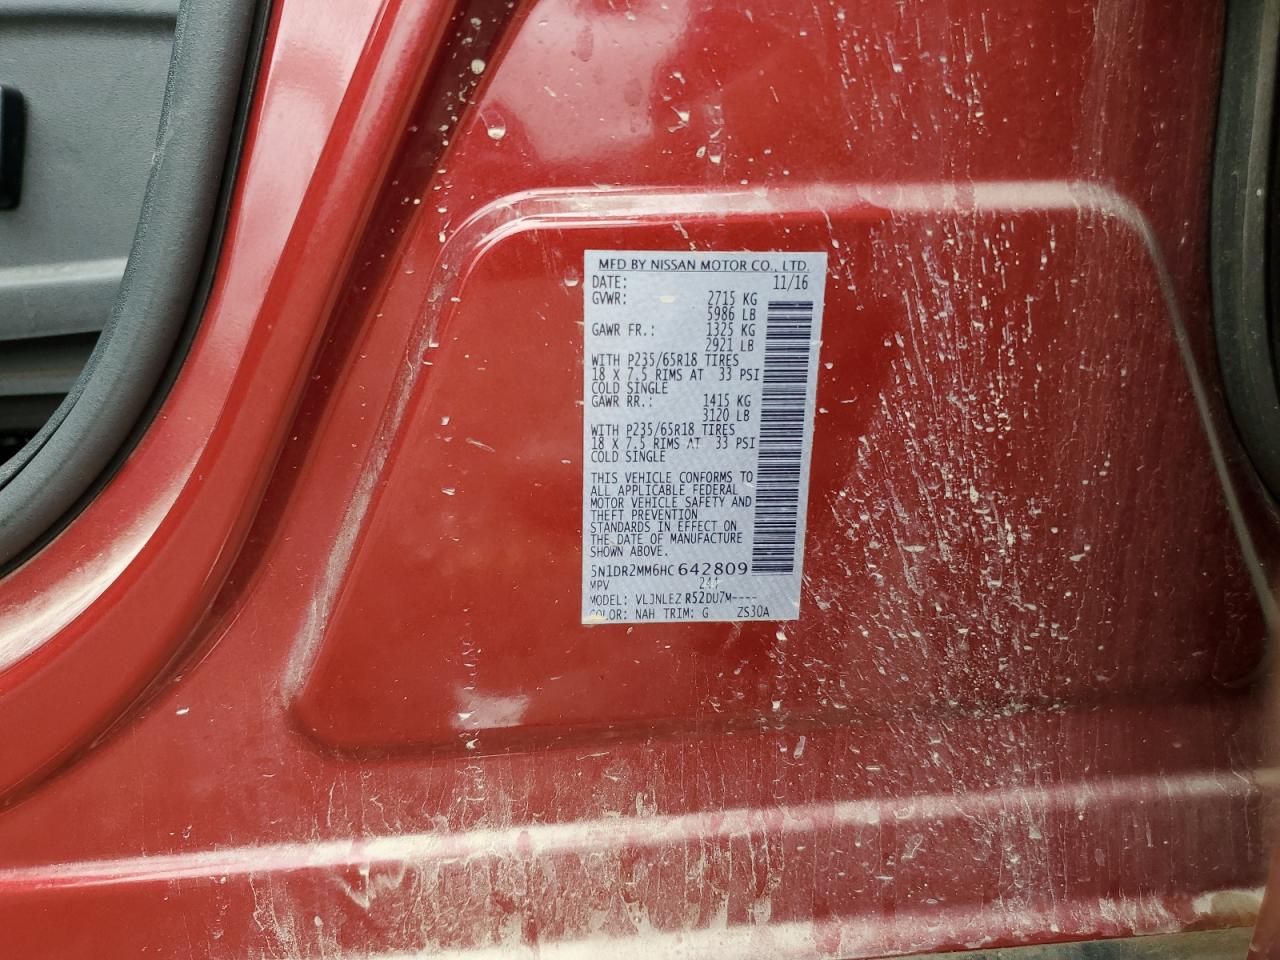 MFD BY NISSAN MOTOR CO., LTD.
DATE: 11/16
GVWR: 2715 KG
5986 LB
GAWR FR.: 1325 KG
2921 LB
WITH P235/65R18 TIRES
18 X 7.5 RIMS AT 33 PSI
COLD SINGLE
GAWR RR.: 1415 KG
3120 LB
WITH P235/65R18 TIRES
18 X 7.5 RIMS AT 33 PSI
COLD SINGLE
THIS VEHICLE CONFORMS TO
ALL APPLICABLE FEDERAL
MOTOR VEHICLE SAFETY AND
THEFT PREVENTION
STANDARDS IN EFFECT ON
THE DATE OF MANUFACTURE
SHOWN ABOVE.
5N1DR2MM6HC642809
MPV
MODEL: R52DU7M----
COLOR: NAH TRIM: G ZS30A